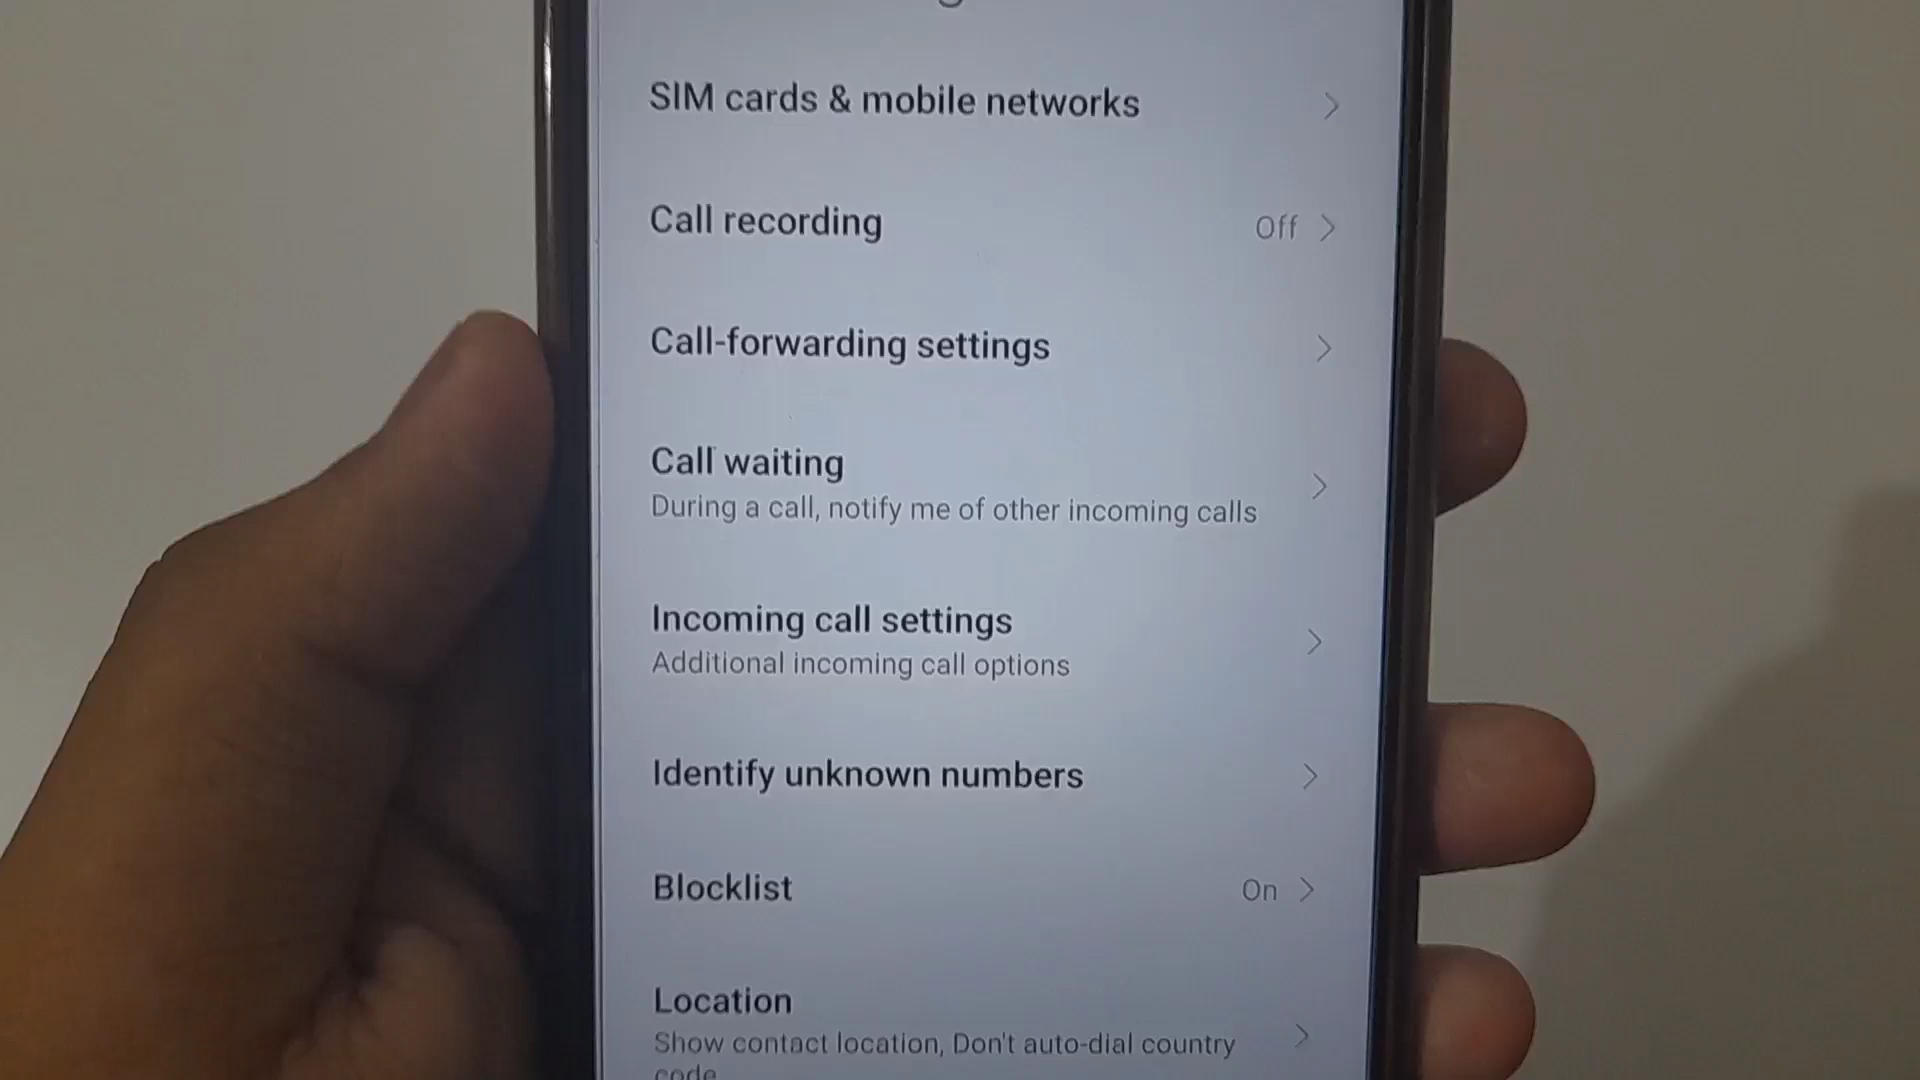 SIM cards & mobile networks
Call recording
Off
Call-forwarding settings
Call waiting
During a call, notify me of other incoming calls
Incoming call settings
Additional incoming call options
Identify unknown numbers
Blocklist
On
Location
Show contact location, Don't auto-dial country
code